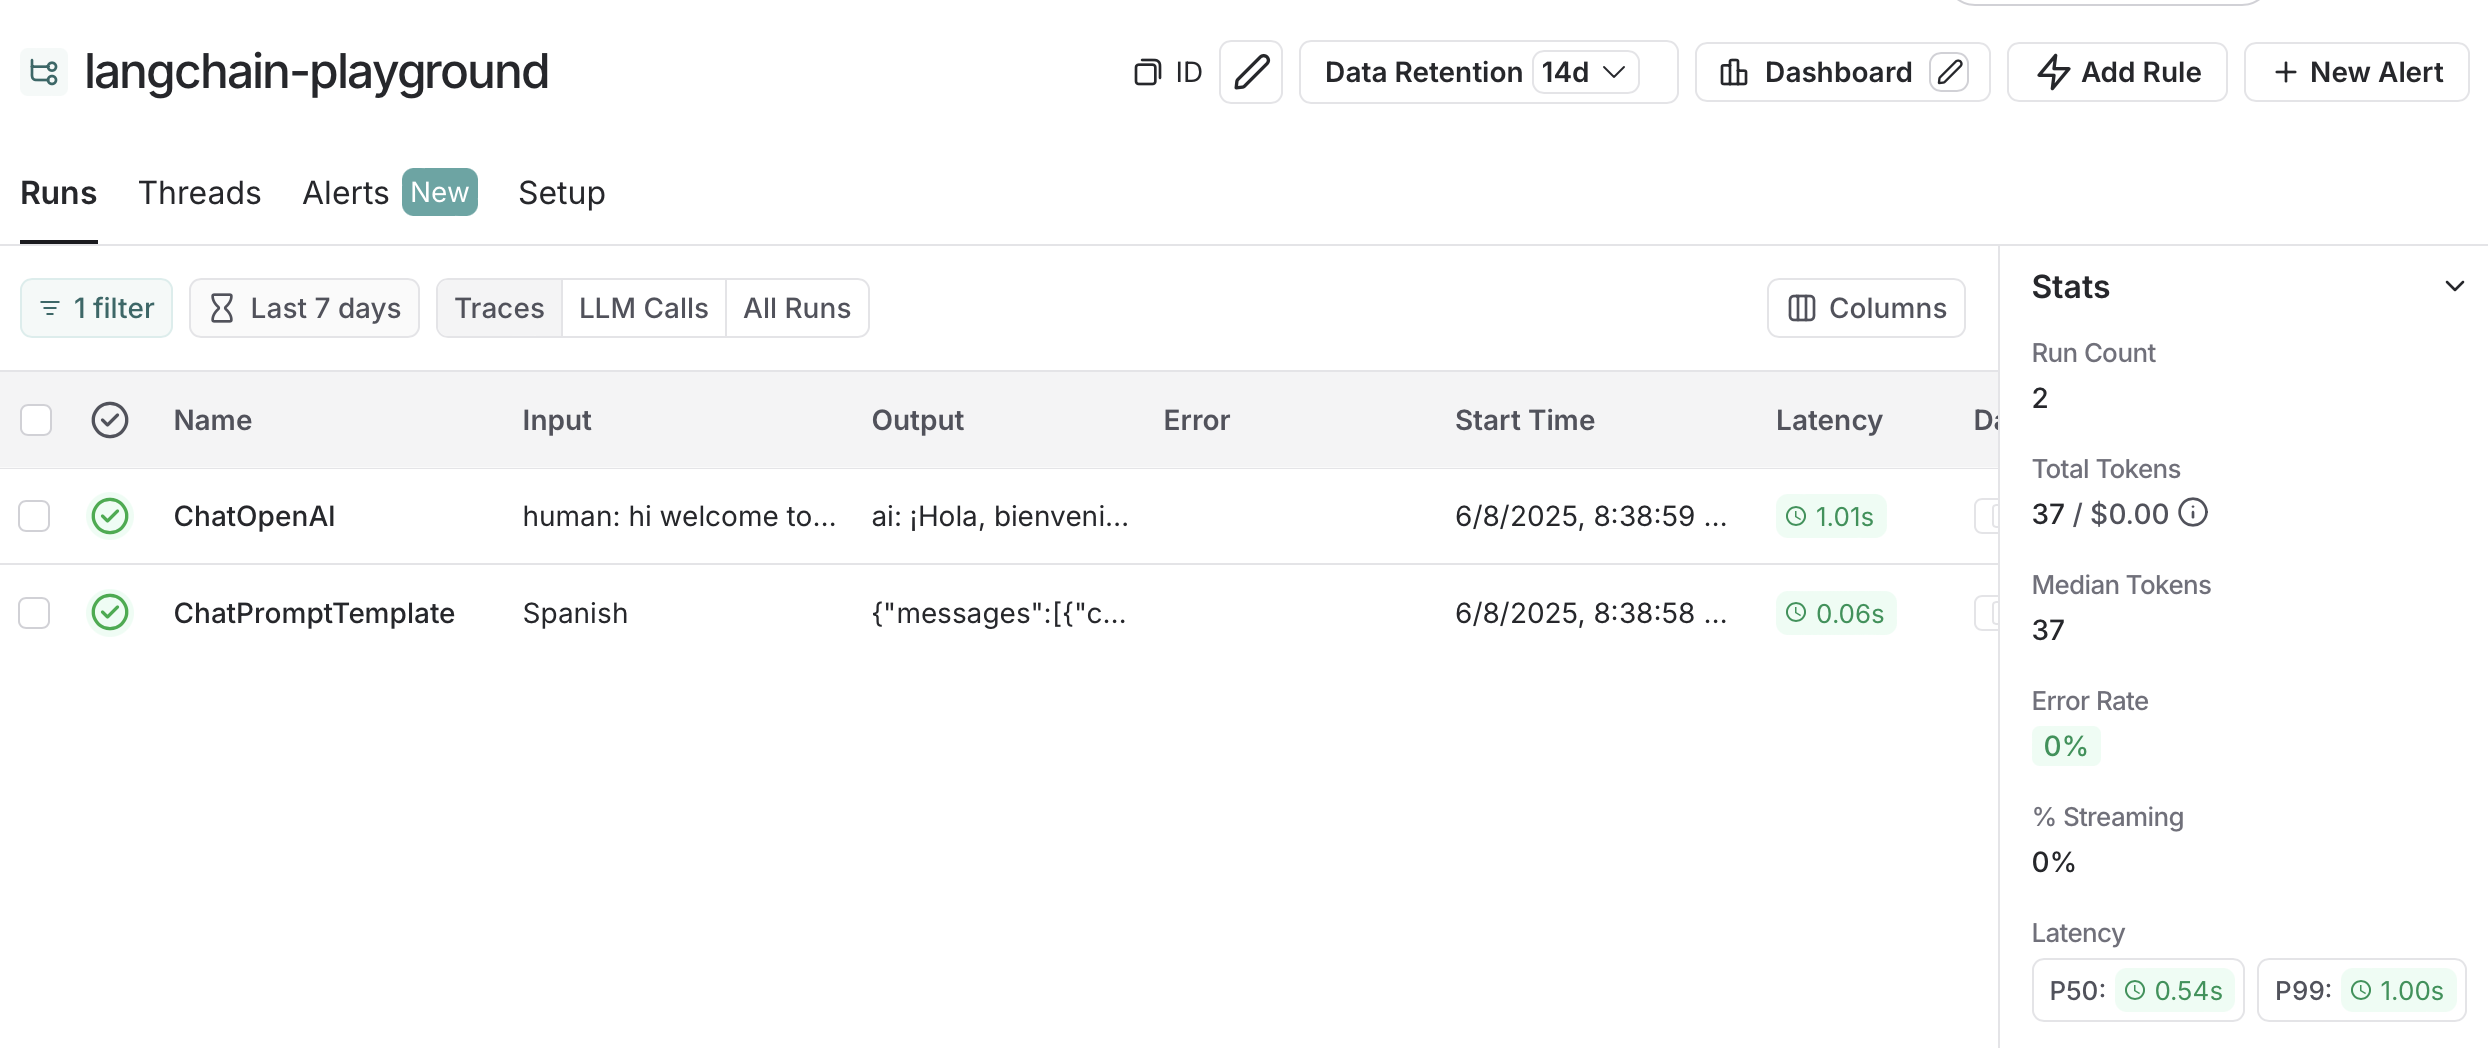 langchain-playground
ID
Data Retention 14d
Dashboard
Add Rule
+ New Alert
Runs Threads Alerts New Setup
1 filter
Last 7 days
Traces LLM Calls All Runs
Columns
Name Input Output Error Start Time Latency
ChatOpenAI human: hi welcome to... ai: ¡Hola, bienveni... 6/8/2025, 8:38:59 ... 1.01s
ChatPromptTemplate Spanish {"messages":[{"c... 6/8/2025, 8:38:58 ... 0.06s
Stats
Run Count
2
Total Tokens
37 / $0.00
Median Tokens
37
Error Rate
0%
% Streaming
0%
Latency
P50: 0.54s P99: 1.00s